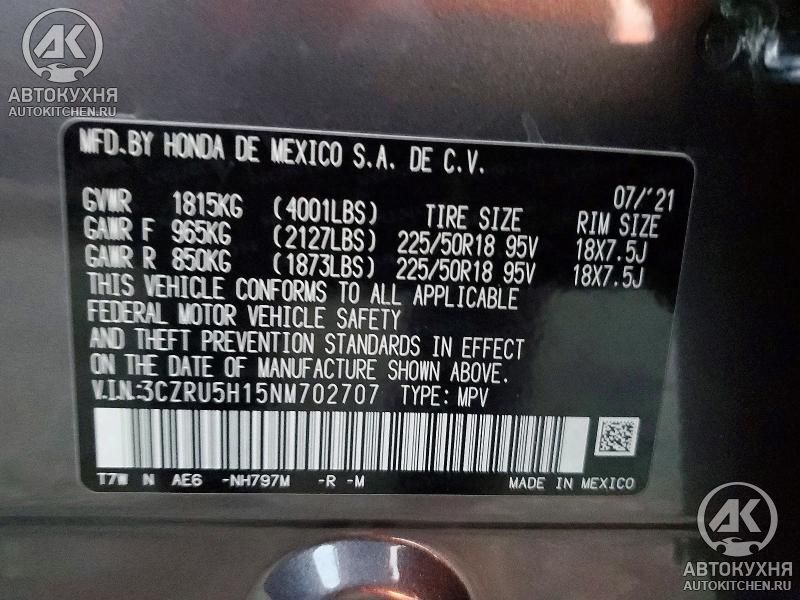 AK
АВТОКУХНЯ
AUTOKITCHEN.RU
MFD.BY HONDA DE MEXICO S.A. DE C.V.
07/'21
GVWR 1815KG (4001LBS) TIRE SIZE RIM SIZE
GAWR F 965KG (2127LBS) 225/50R18 95V 18X7.5J
GAWR R 850KG (1873LBS) 225/50R18 95V 18X7.5J
THIS VEHICLE CONFORMS TO ALL APPLICABLE
FEDERAL MOTOR VEHICLE SAFETY
AND THEFT PREVENTION STANDARDS IN EFFECT
ON THE DATE OF MANUFACTURE SHOWN ABOVE.
V.I.N.:3CZRU5H15NM702707 TYPE: MPV
T7W N AE6 -NH797M -R -M MADE IN MEXICO
AK
АВТОКУХНЯ
AUTOKITCHEN.RU